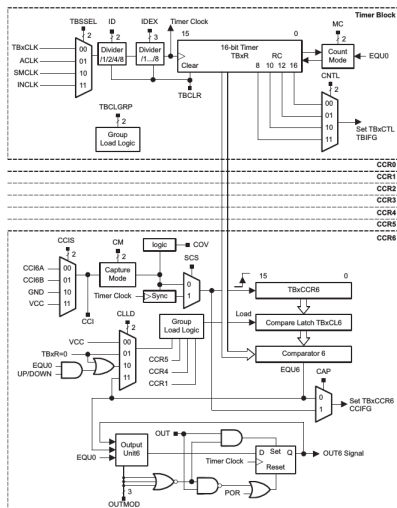 Timer Block
TBSSEL ID IDEX Timer Clock MC
2 2 3 15 0 2
TBxCLK 00 Divider Divider 16-bit Timer Count EQU0
ACLK 01 /1/2/4/8 /1.../8 TBxR RC Mode
SMCLK 10 Clear 8 10 12 16
INCLK 11
TBCLR CNTL
2
TBCLGRP 00
2 01
Group 10 Set TBxCTL
Load Logic 11 TBIFG
CCR0
CCR1
CCR2
CCR3
CCR4
CCR5
CCR6
CCIS CM logic COV
2 2 SCS
CCI6A 00 Capture 15 0
CCI6B 01 Mode 0 TBxCCR6
GND 10 Timer Clock Sync 1
VCC 11
CCI
CLLD Group Load Compare Latch TBxCL6
2 Load Logic
VCC 00
TBxR=0 01 CCR5 Comparator 6
EQU0 10 CCR4 EQU6
UP/DOWN 11 CCR1 CAP
0 Set TBxCCR6
1 CCIFG
OUT
Output D Set Q OUT6 Signal
EQU0 Unit6 Timer Clock
Reset
3 POR
OUTMOD